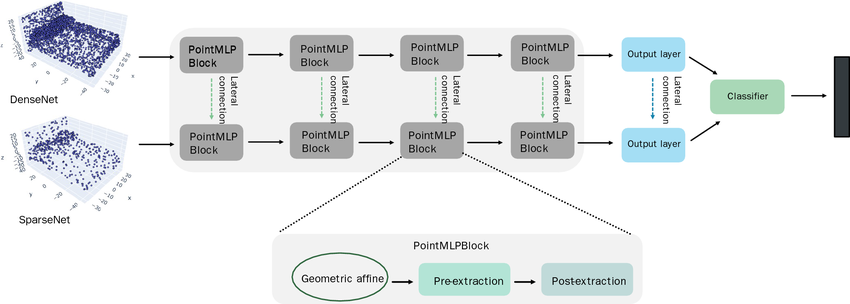 DenseNet
SparseNet
PointMLP
Block
PointMLP
Block
PointMLP
Block
PointMLP
Block
Output layer
Lateral
connection
Lateral
connection
Lateral
connection
Lateral
connection
Lateral
connection
PointMLP
Block
PointMLP
Block
PointMLP
Block
PointMLP
Block
Output layer
Classifier
PointMLPBlock
Geometric affine
Pre-extraction
Post-extraction